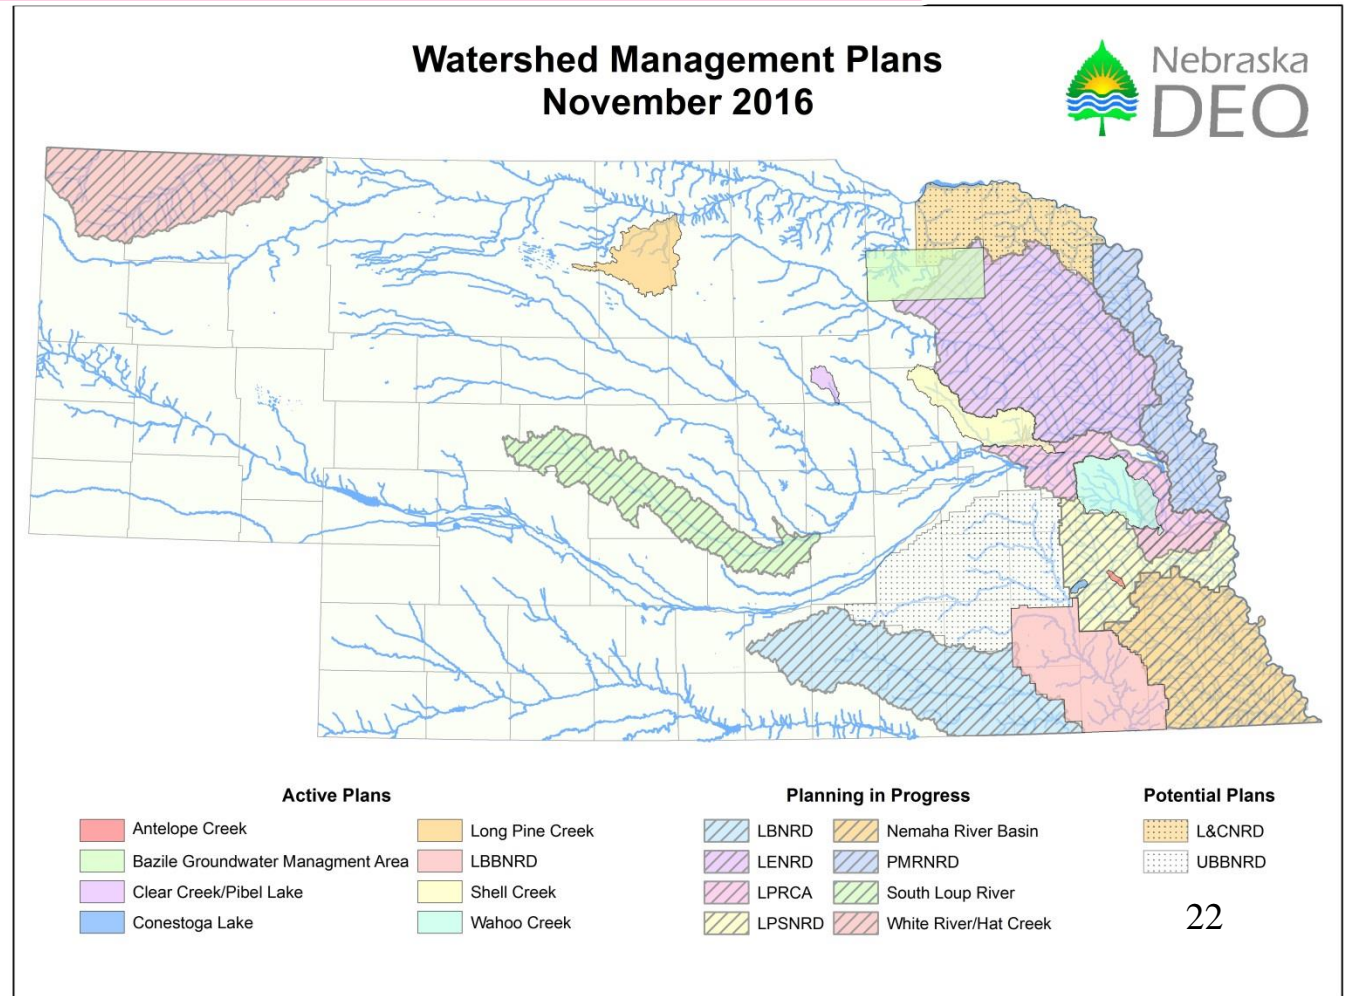 Watershed Management Plans
November 2016
Nebraska
DEQ
Active Plans
Antelope Creek
Bazile Groundwater Managment Area
Clear Creek/Pibel Lake
Conestoga Lake
Long Pine Creek
LBBNRD
Shell Creek
Wahoo Creek
Planning in Progress
LBNRD
LENRD
LPRCA
LPSNRD
Nemaha River Basin
PMRNRD
South Loup River
White River/Hat Creek
Potential Plans
L&CNRD
UBBNRD
22